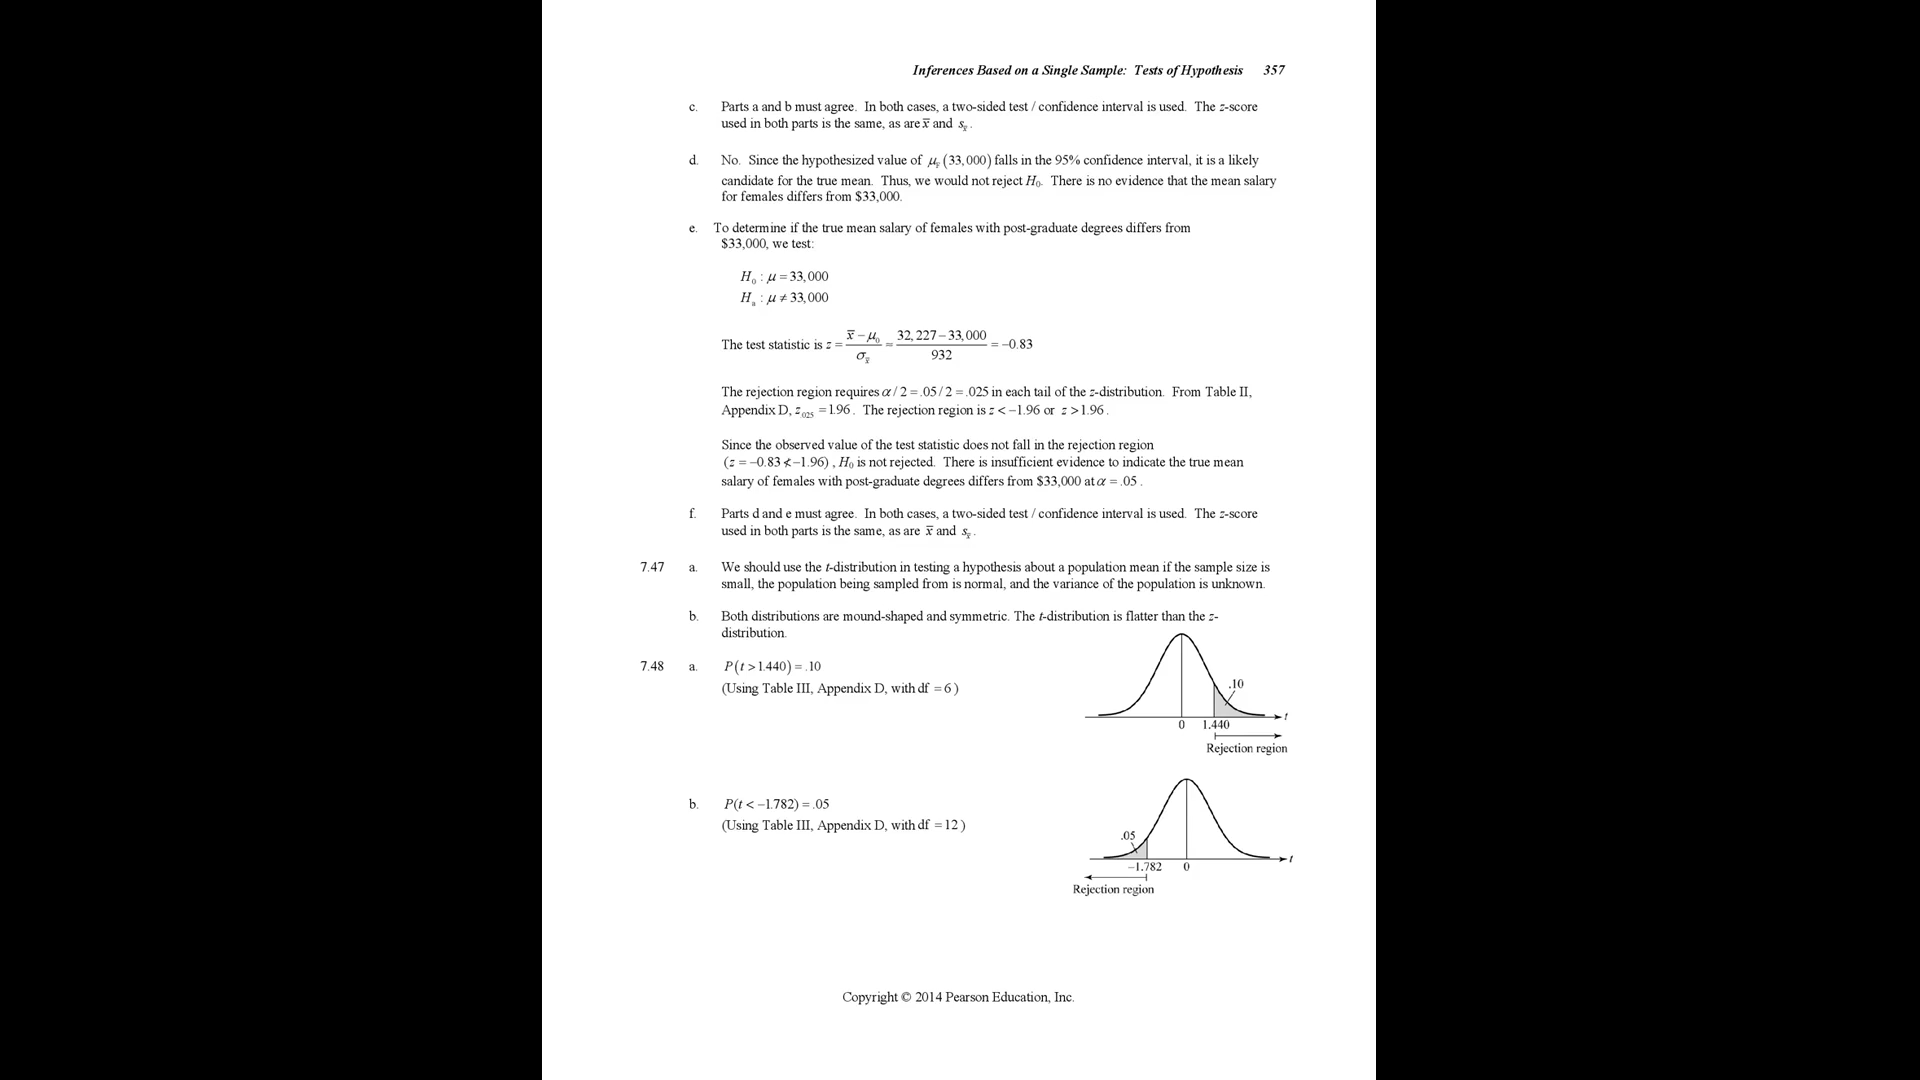 Inferences Based on a Single Sample: Tests of Hypothesis 357
c. Parts a and b must agree. In both cases, a two-sided test / confidence interval is used. The z-score
used in both parts is the same, as are x̅ and s_x̅ .
d. No. Since the hypothesized value of μ_F (33,000) falls in the 95% confidence interval, it is a likely
candidate for the true mean. Thus, we would not reject H₀. There is no evidence that the mean salary
for females differs from $33,000.
e. To determine if the true mean salary of females with post-graduate degrees differs from
$33,000, we test:
H₀ : μ = 33,000
Hₐ : μ ≠ 33,000
The test statistic is z = (x̅ − μ₀) / σ_x̅ = (32,227 − 33,000) / 932 = −0.83
The rejection region requires α / 2 = .05 / 2 = .025 in each tail of the z-distribution. From Table II,
Appendix D, z.₀₂₅ = 1.96. The rejection region is z < −1.96 or z > 1.96.
Since the observed value of the test statistic does not fall in the rejection region
(z = −0.83 ≮ −1.96), H₀ is not rejected. There is insufficient evidence to indicate the true mean
salary of females with post-graduate degrees differs from $33,000 at α = .05.
f. Parts d and e must agree. In both cases, a two-sided test / confidence interval is used. The z-score
used in both parts is the same, as are x̅ and s_x̅ .
7.47 a. We should use the t-distribution in testing a hypothesis about a population mean if the sample size is
small, the population being sampled from is normal, and the variance of the population is unknown.
b. Both distributions are mound-shaped and symmetric. The t-distribution is flatter than the z-
distribution.
7.48 a. P(t > 1.440) = .10
(Using Table III, Appendix D, with df = 6)
.10
t
0 1.440
Rejection region
b. P(t < −1.782) = .05
(Using Table III, Appendix D, with df = 12)
.05
t
−1.782 0
Rejection region
Copyright © 2014 Pearson Education, Inc.